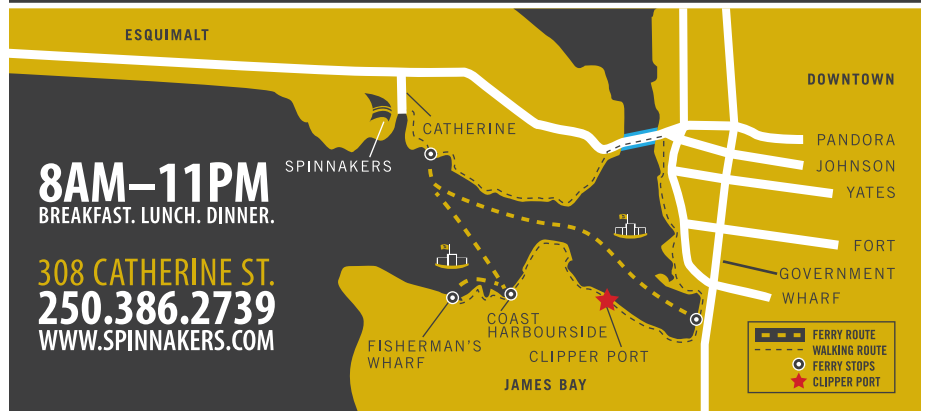 ESQUIMALT
DOWNTOWN
CATHERINE
PANDORA
SPINNAKERS
JOHNSON
YATES
8AM–11PM
BREAKFAST. LUNCH. DINNER.
FORT
GOVERNMENT
WHARF
308 CATHERINE ST.
250.386.2739
WWW.SPINNAKERS.COM
COAST
HARBOURSIDE
FISHERMAN'S
WHARF
CLIPPER PORT
JAMES BAY
FERRY ROUTE
WALKING ROUTE
FERRY STOPS
CLIPPER PORT